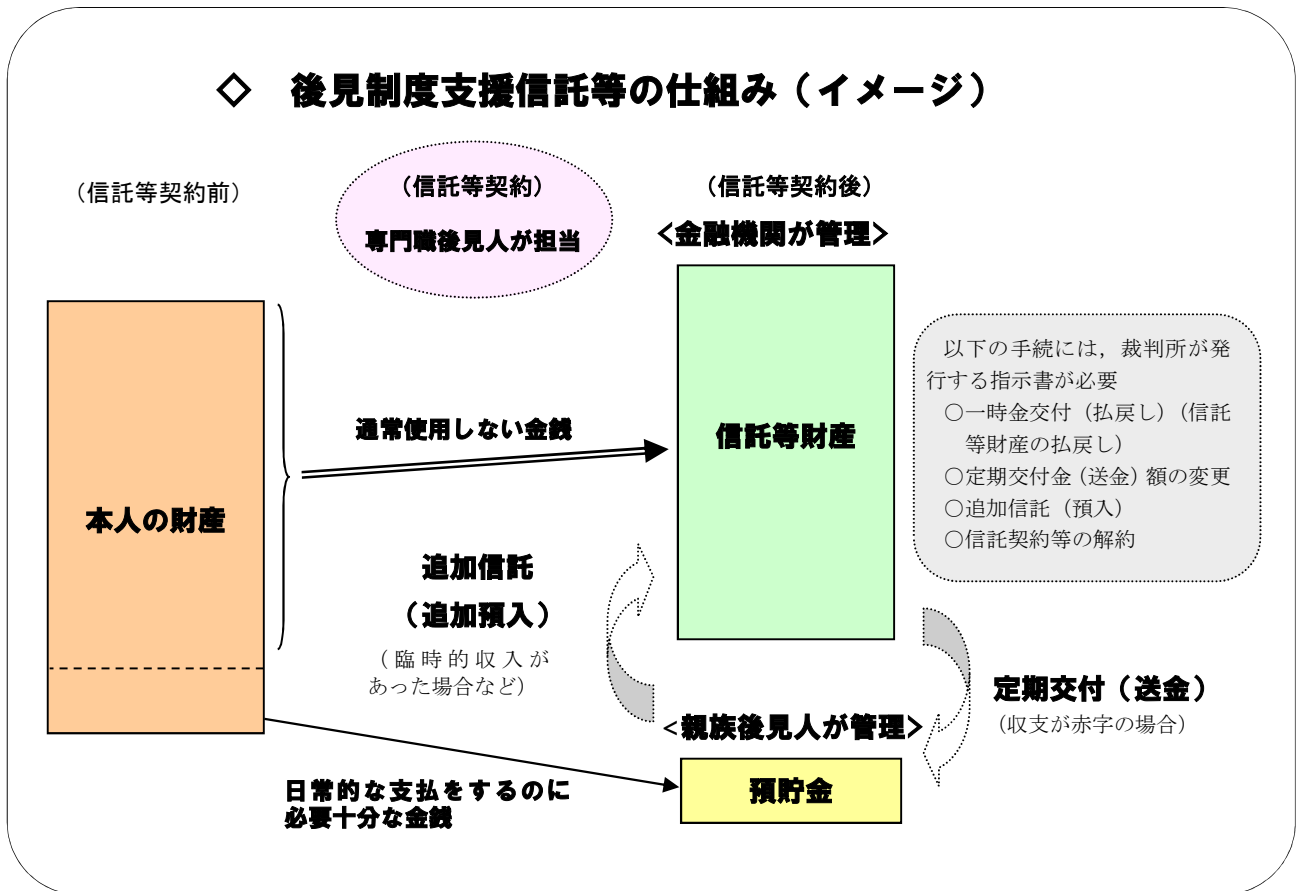 ◇ 後見制度支援信託等の仕組み（イメージ）
（信託等契約前）
（信託等契約）
専門職後見人が担当
（信託等契約後）
<金融機関が管理>
本人の財産
通常使用しない金銭
信託等財産
以下の手続には，裁判所が発
行する指示書が必要
○一時金交付（払戻し）（信託
等財産の払戻し）
○定期交付金（送金）額の変更
○追加信託（預入）
○信託契約等の解約
追加信託
（追加預入）
（臨時的収入が
あった場合など）
定期交付（送金）
（収支が赤字の場合）
<親族後見人が管理>
預貯金
日常的な支払をするのに
必要十分な金銭